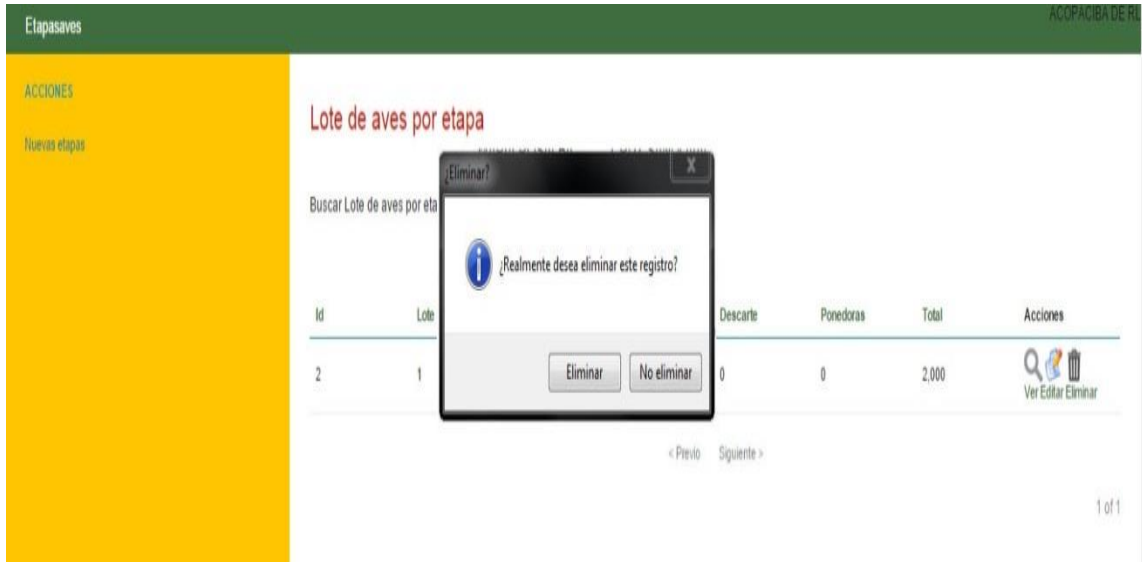 Etapasaves
ACOPACIBA DE RL
ACCIONES
Nuevas etapas
Lote de aves por etapa
¿Eliminar?
X
Buscar Lote de aves por eta
¿Realmente desea eliminar este registro?
Id Lote Descarte Ponedoras Total Acciones
Eliminar No eliminar
2 1 0 0 2,000
Ver Editar Eliminar
< Previo Siguiente >
1 of 1